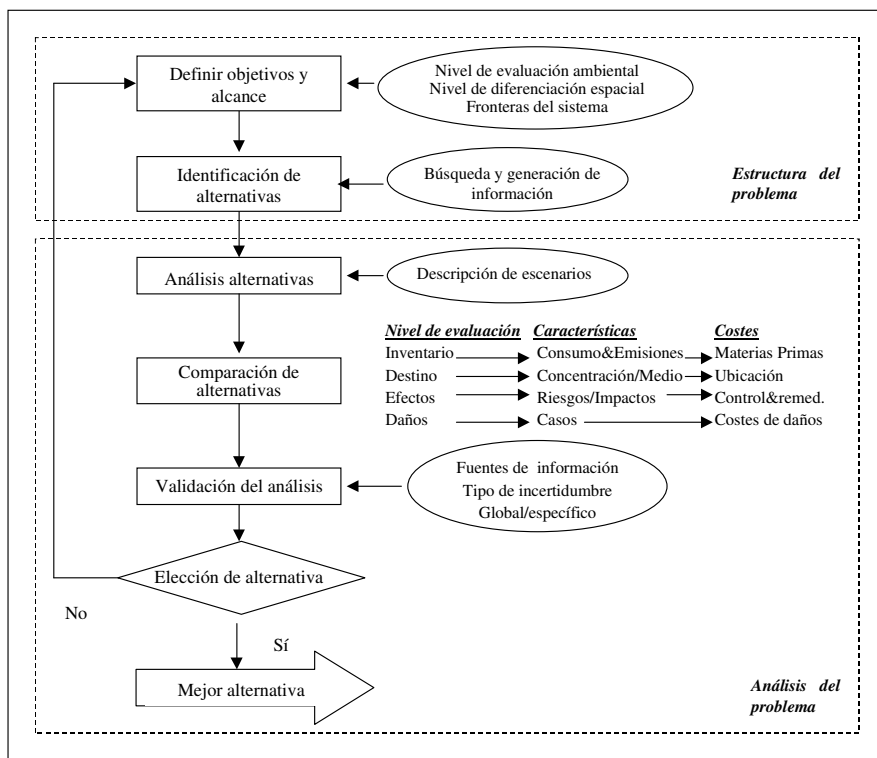 Definir objetivos y
alcance
Nivel de evaluación ambiental
Nivel de diferenciación espacial
Fronteras del sistema
Identificación de
alternativas
Búsqueda y generación de
información
Estructura del
problema
Análisis alternativas
Descripción de escenarios
Nivel de evaluación Características Costes
Inventario Consumo&Emisiones Materias Primas
Destino Concentración/Medio Ubicación
Efectos Riesgos/Impactos Control&remed.
Daños Casos Costes de daños
Comparación de
alternativas
Validación del análisis
Fuentes de información
Tipo de incertidumbre
Global/específico
Elección de alternativa
No
Sí
Mejor alternativa
Análisis del
problema